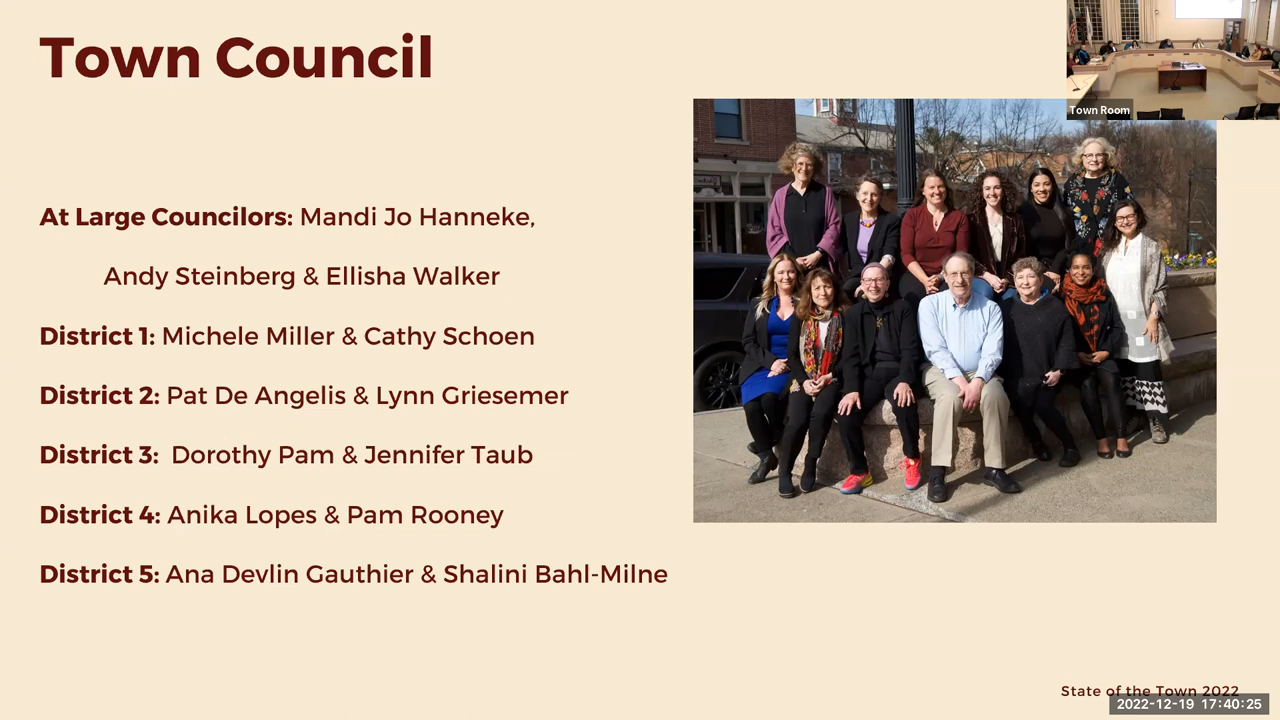 Town Council
Town Room
At Large Councilors: Mandi Jo Hanneke,
Andy Steinberg & Ellisha Walker
District 1: Michele Miller & Cathy Schoen
District 2: Pat De Angelis & Lynn Griesemer
District 3: Dorothy Pam & Jennifer Taub
District 4: Anika Lopes & Pam Rooney
District 5: Ana Devlin Gauthier & Shalini Bahl-Milne
State of the Town 2022
2022-12-19 17:40:25